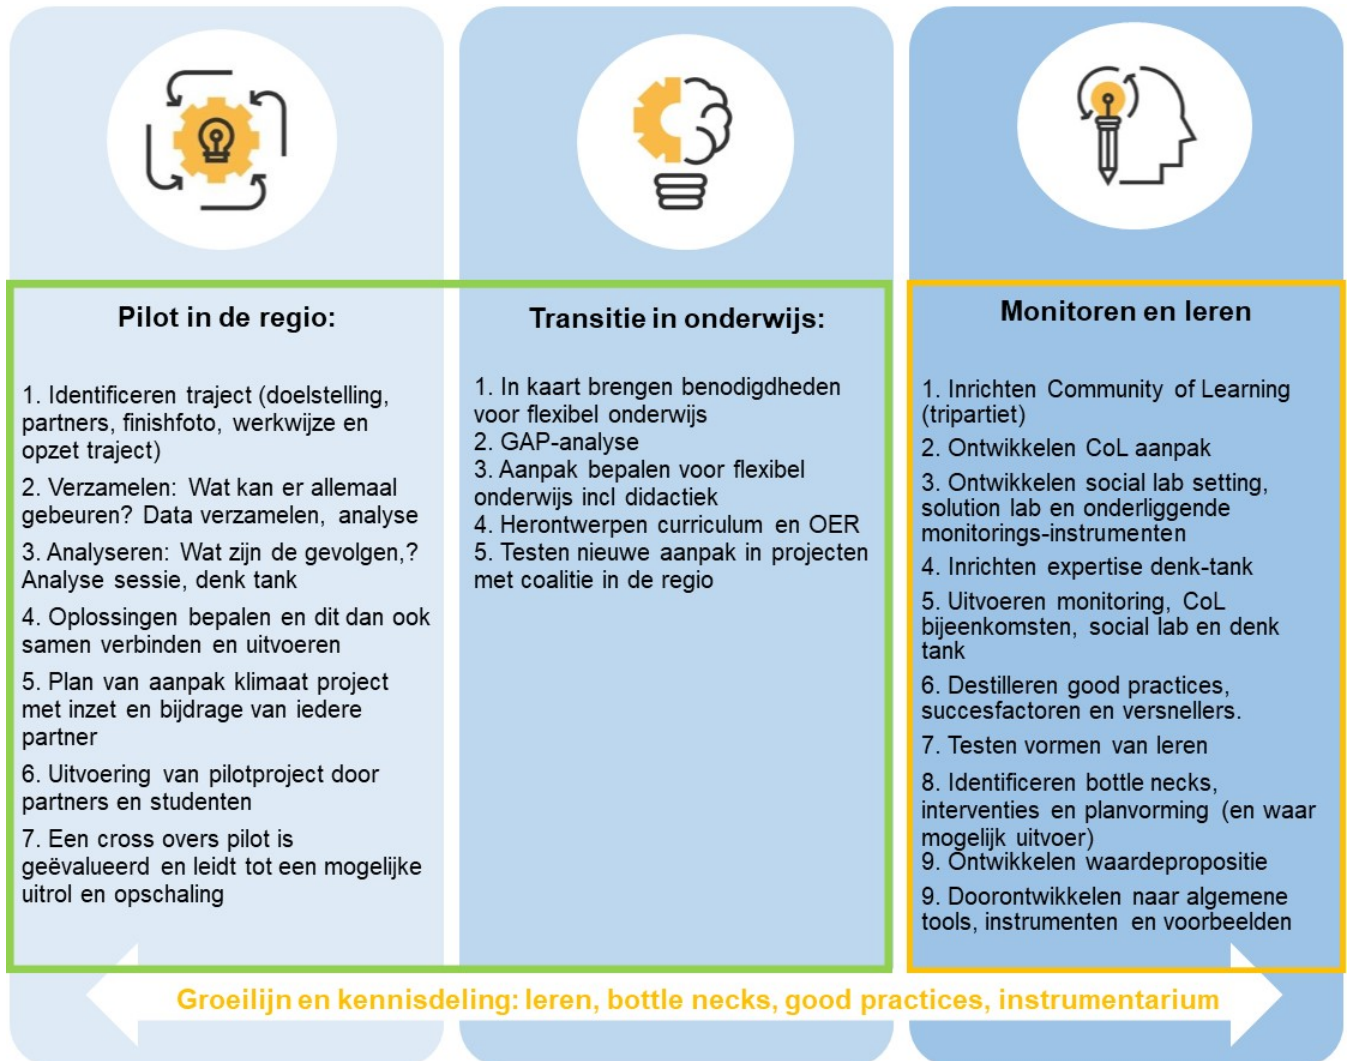 Pilot in de regio:
1. Identificeren traject (doelstelling,
partners, finishfoto, werkwijze en
opzet traject)
2. Verzamelen: Wat kan er allemaal
gebeuren? Data verzamelen, analyse
3. Analyseren: Wat zijn de gevolgen,?
Analyse sessie, denk tank
4. Oplossingen bepalen en dit dan ook
samen verbinden en uitvoeren
5. Plan van aanpak klimaat project
met inzet en bijdrage van iedere
partner
6. Uitvoering van pilotproject door
partners en studenten
7. Een cross overs pilot is
geëvalueerd en leidt tot een mogelijke
uitrol en opschaling
Transitie in onderwijs:
1. In kaart brengen benodigdheden
voor flexibel onderwijs
2. GAP-analyse
3. Aanpak bepalen voor flexibel
onderwijs incl didactiek
4. Herontwerpen curriculum en OER
5. Testen nieuwe aanpak in projecten
met coalitie in de regio
Monitoren en leren
1. Inrichten Community of Learning
(tripartiet)
2. Ontwikkelen CoL aanpak
3. Ontwikkelen social lab setting,
solution lab en onderliggende
monitorings-instrumenten
4. Inrichten expertise denk-tank
5. Uitvoeren monitoring, CoL
bijeenkomsten, social lab en denk
tank
6. Destilleren good practices,
succesfactoren en versnellers.
7. Testen vormen van leren
8. Identificeren bottle necks,
interventies en planvorming (en waar
mogelijk uitvoer)
9. Ontwikkelen waardepropositie
9. Doorontwikkelen naar algemene
tools, instrumenten en voorbeelden
Groeilijn en kennisdeling: leren, bottle necks, good practices, instrumentarium